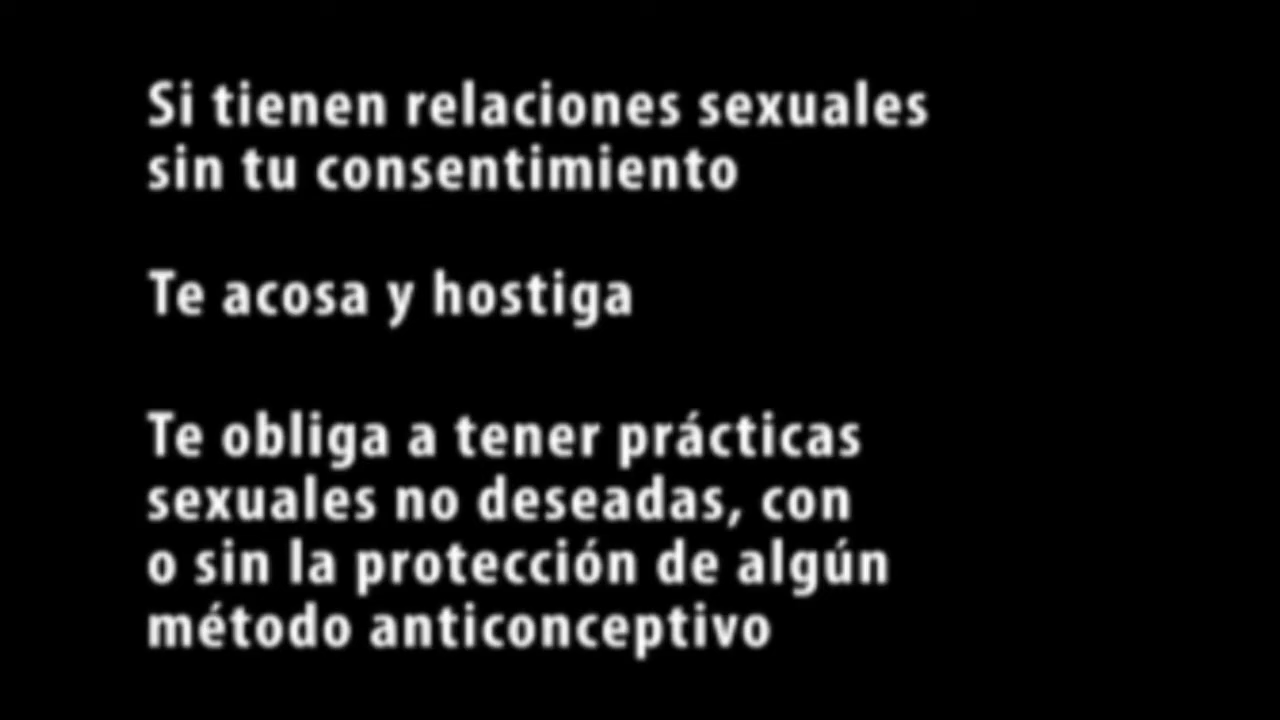 Si tienen relaciones sexuales
sin tu consentimiento
Te acosa y hostiga
Te obliga a tener prácticas
sexuales no deseadas, con
o sin la protección de algún
método anticonceptivo